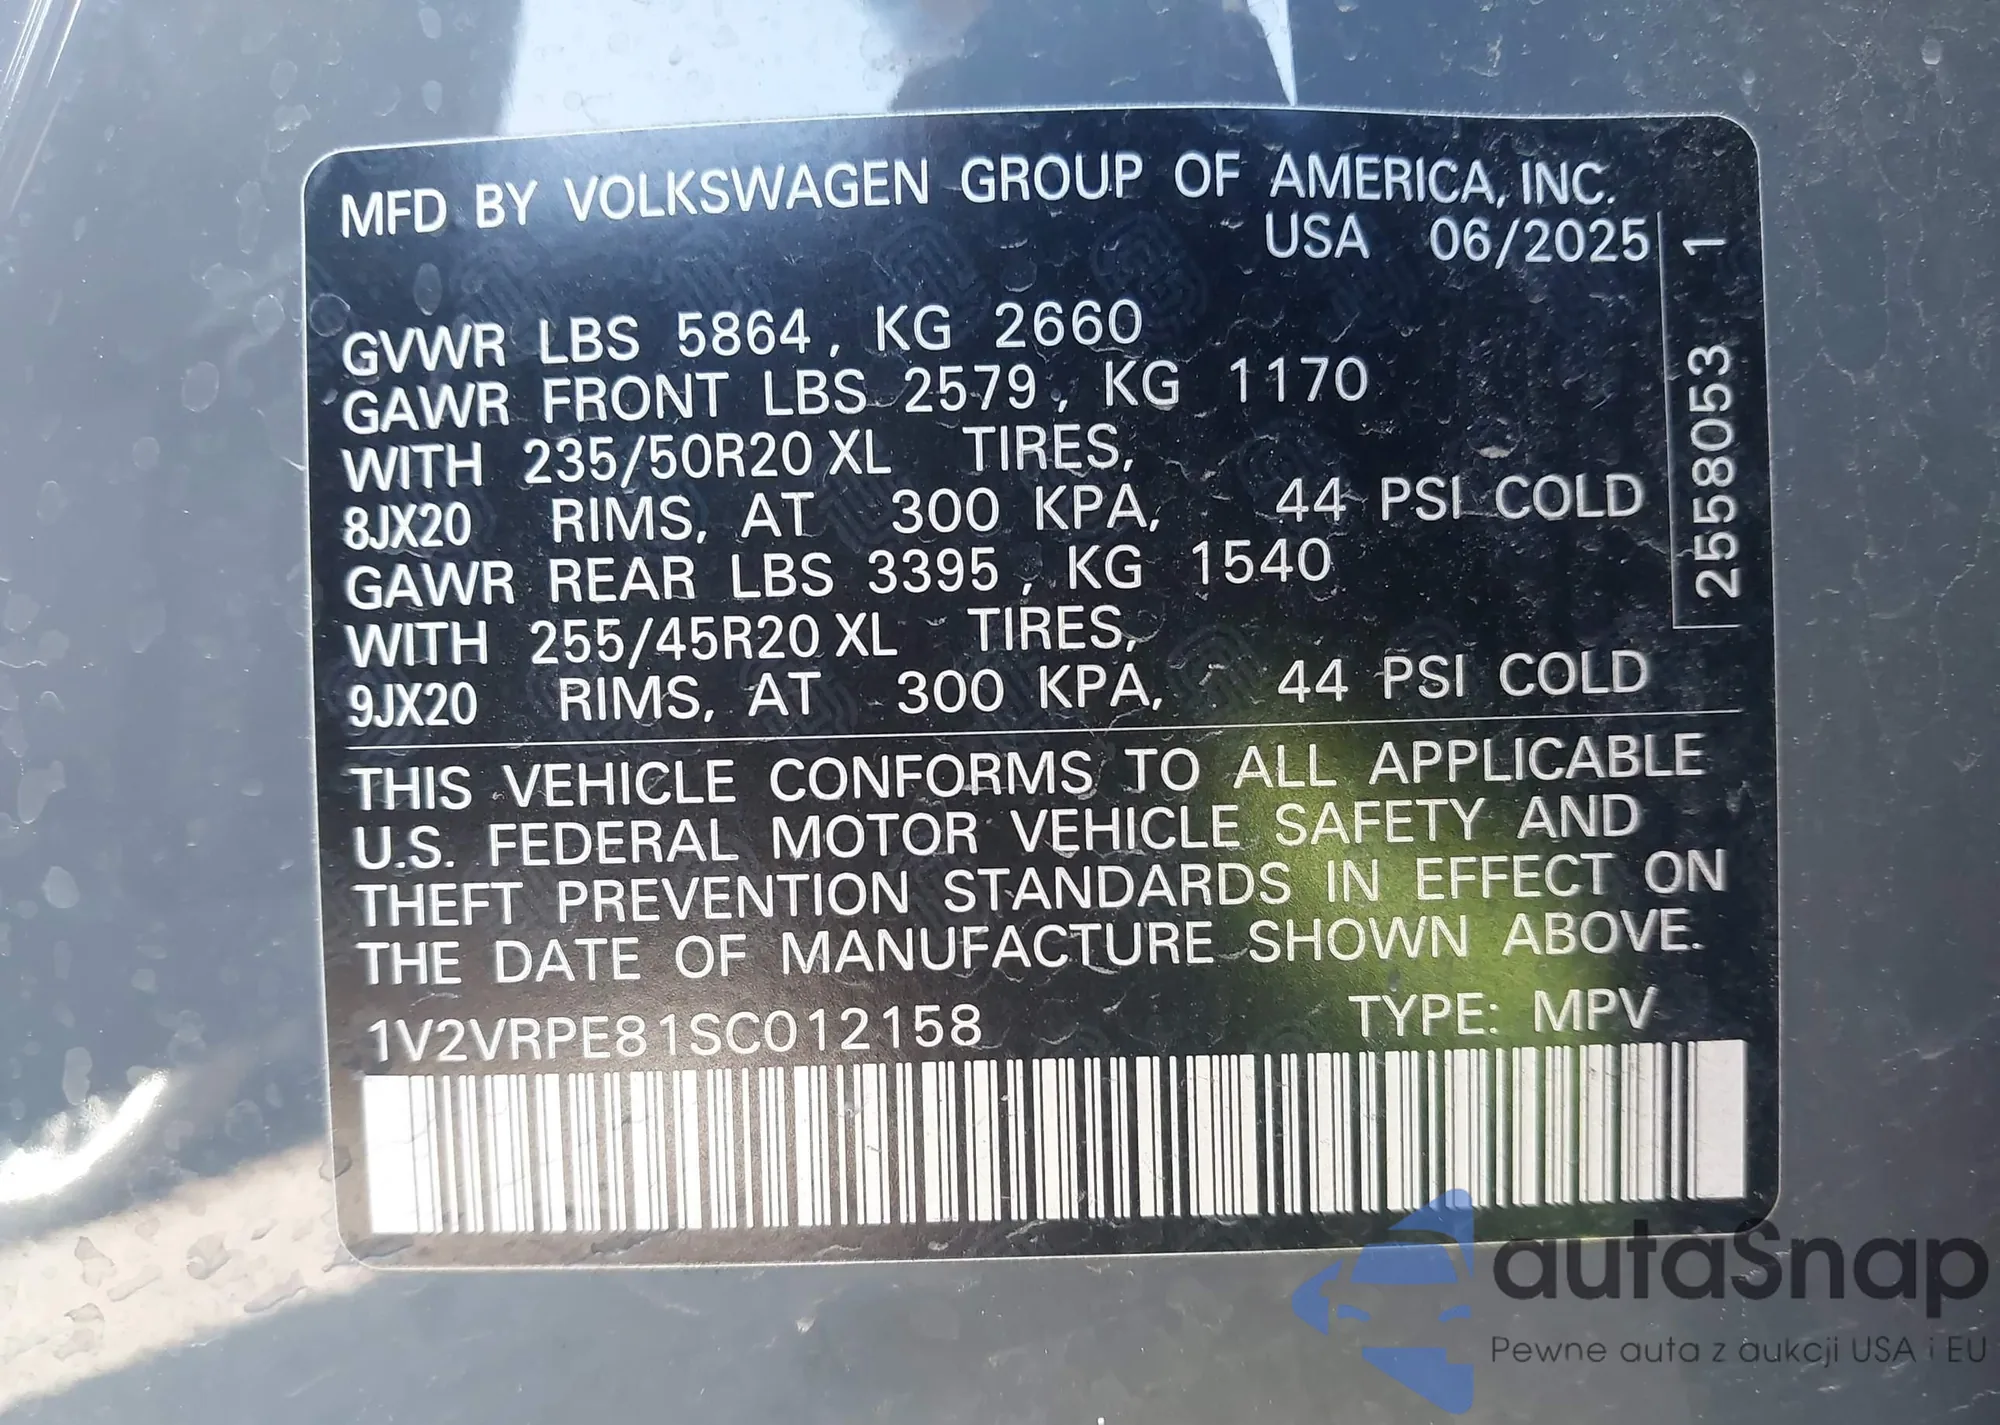 MFD BY VOLKSWAGEN GROUP OF AMERICA, INC.
USA 06/2025
GVWR LBS 5864, KG 2660
GAWR FRONT LBS 2579, KG 1170
WITH 235/50R20 XL TIRES,
8JX20 RIMS, AT 300 KPA, 44 PSI COLD
GAWR REAR LBS 3395, KG 1540
WITH 255/45R20 XL TIRES,
9JX20 RIMS, AT 300 KPA, 44 PSI COLD
2558053 1
THIS VEHICLE CONFORMS TO ALL APPLICABLE
U.S. FEDERAL MOTOR VEHICLE SAFETY AND
THEFT PREVENTION STANDARDS IN EFFECT ON
THE DATE OF MANUFACTURE SHOWN ABOVE.
1V2VRPE81SC012158 TYPE: MPV
autaSnap
Pewne auta z aukcji USA i EU